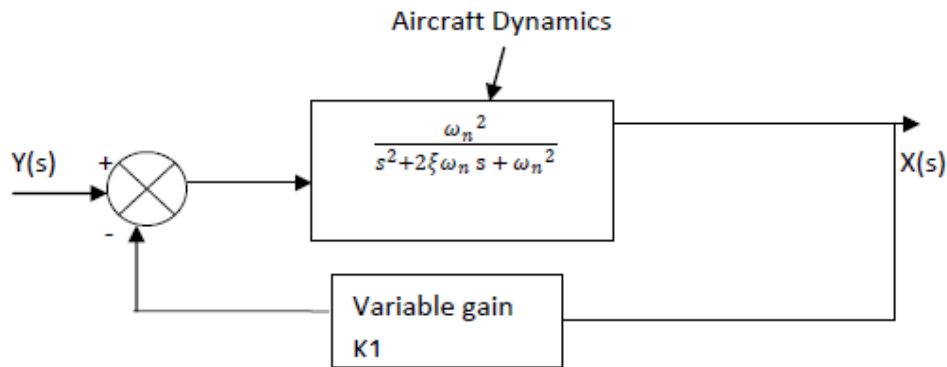 Aircraft Dynamics
Y(s)
+
-
ωₙ²
s²+2ξωₙ s + ωₙ²
X(s)
Variable gain
K1